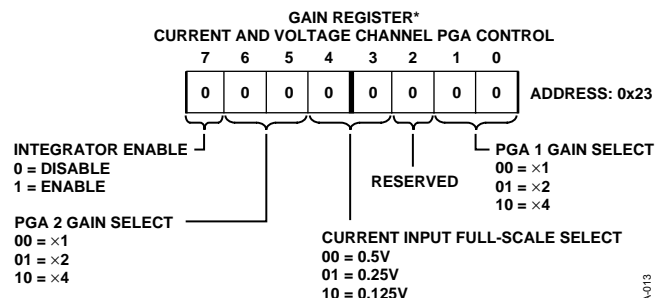 GAIN REGISTER*
CURRENT AND VOLTAGE CHANNEL PGA CONTROL
7 6 5 4 3 2 1 0
0 0 0 0 0 0 0 0 ADDRESS: 0x23
INTEGRATOR ENABLE
0 = DISABLE
1 = ENABLE
RESERVED
PGA 1 GAIN SELECT
00 = ×1
01 = ×2
10 = ×4
PGA 2 GAIN SELECT
00 = ×1
01 = ×2
10 = ×4
CURRENT INPUT FULL-SCALE SELECT
00 = 0.5V
01 = 0.25V
10 = 0.125V